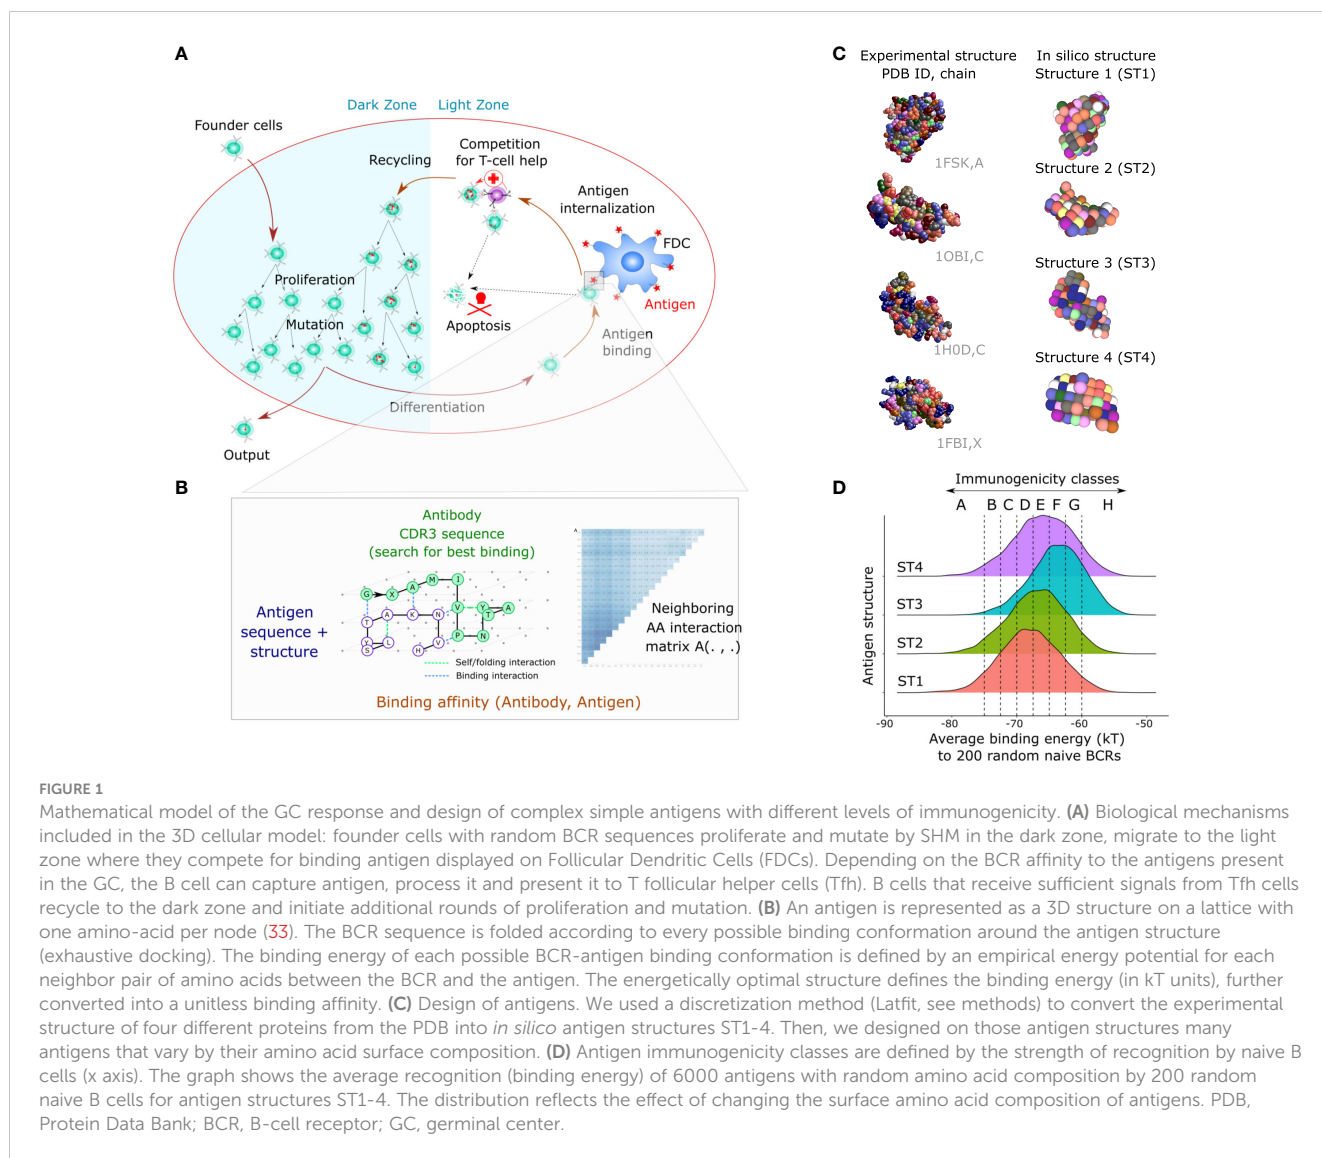 A
Dark Zone
Light Zone
Founder cells
Recycling
Competition
for T-cell help
Antigen
internalization
FDC
Antigen
Proliferation
Mutation
Apoptosis
Antigen
binding
Differentiation
Output
B
Antibody
CDR3 sequence
(search for best binding)
Antigen
sequence +
structure
G X A M I
T A K N V Y T A
S L H V P N
Self/folding interaction
Binding interaction
Neighboring
AA interaction
matrix A(. , .)
Binding affinity (Antibody, Antigen)
C
Experimental structure
PDB ID, chain
In silico structure
Structure 1 (ST1)
1FSK,A
Structure 2 (ST2)
1OBI,C
Structure 3 (ST3)
1H0D,C
Structure 4 (ST4)
1FBI,X
D
Immunogenicity classes
A B C D E F G H
Antigen structure
ST4
ST3
ST2
ST1
-90 -80 -70 -60 -50
Average binding energy (kT)
to 200 random naive BCRs
FIGURE 1
Mathematical model of the GC response and design of complex simple antigens with different levels of immunogenicity. (A) Biological mechanisms
included in the 3D cellular model: founder cells with random BCR sequences proliferate and mutate by SHM in the dark zone, migrate to the light
zone where they compete for binding antigen displayed on Follicular Dendritic Cells (FDCs). Depending on the BCR affinity to the antigens present
in the GC, the B cell can capture antigen, process it and present it to T follicular helper cells (Tfh). B cells that receive sufficient signals from Tfh cells
recycle to the dark zone and initiate additional rounds of proliferation and mutation. (B) An antigen is represented as a 3D structure on a lattice with
one amino-acid per node (33). The BCR sequence is folded according to every possible binding conformation around the antigen structure
(exhaustive docking). The binding energy of each possible BCR-antigen binding conformation is defined by an empirical energy potential for each
neighbor pair of amino acids between the BCR and the antigen. The energetically optimal structure defines the binding energy (in kT units), further
converted into a unitless binding affinity. (C) Design of antigens. We used a discretization method (Latfit, see methods) to convert the experimental
structure of four different proteins from the PDB into in silico antigen structures ST1-4. Then, we designed on those antigen structures many
antigens that vary by their amino acid surface composition. (D) Antigen immunogenicity classes are defined by the strength of recognition by naive B
cells (x axis). The graph shows the average recognition (binding energy) of 6000 antigens with random amino acid composition by 200 random
naive B cells for antigen structures ST1-4. The distribution reflects the effect of changing the surface amino acid composition of antigens. PDB,
Protein Data Bank; BCR, B-cell receptor; GC, germinal center.